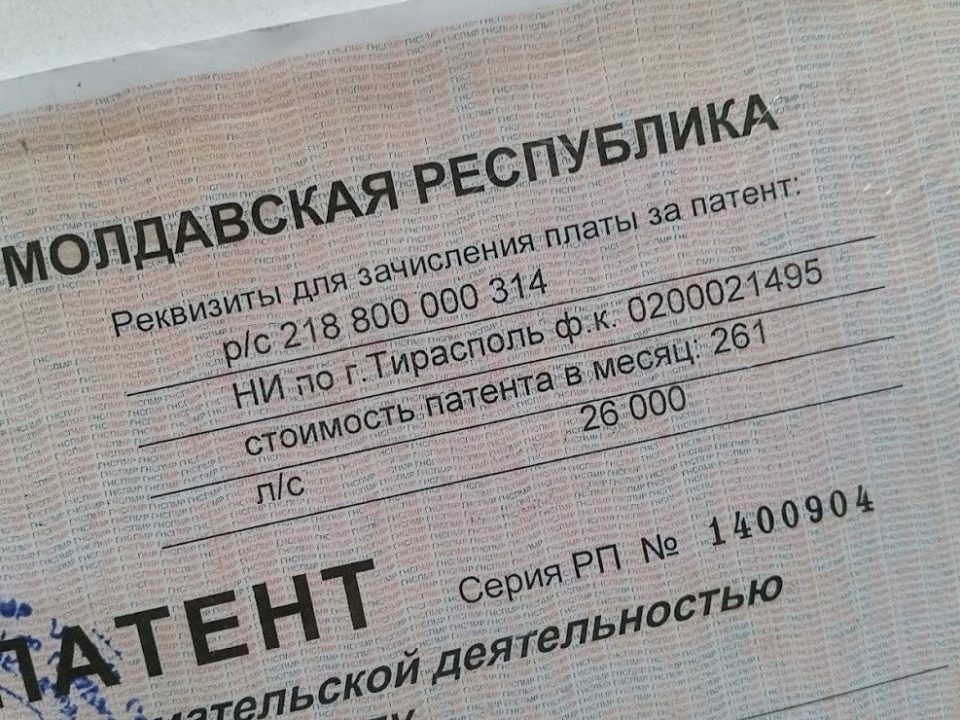 МОЛДАВСКАЯ РЕСПУБЛИКА
Реквизиты для зачисления платы за патент:
р/с 218 800 000 314
НИ по г.Тирасполь ф.к. 0200021495
стоимость патента в месяц: 261
л/с 26 000
ПАТЕНТ Серия РП № 1400904
ательской деятельностью